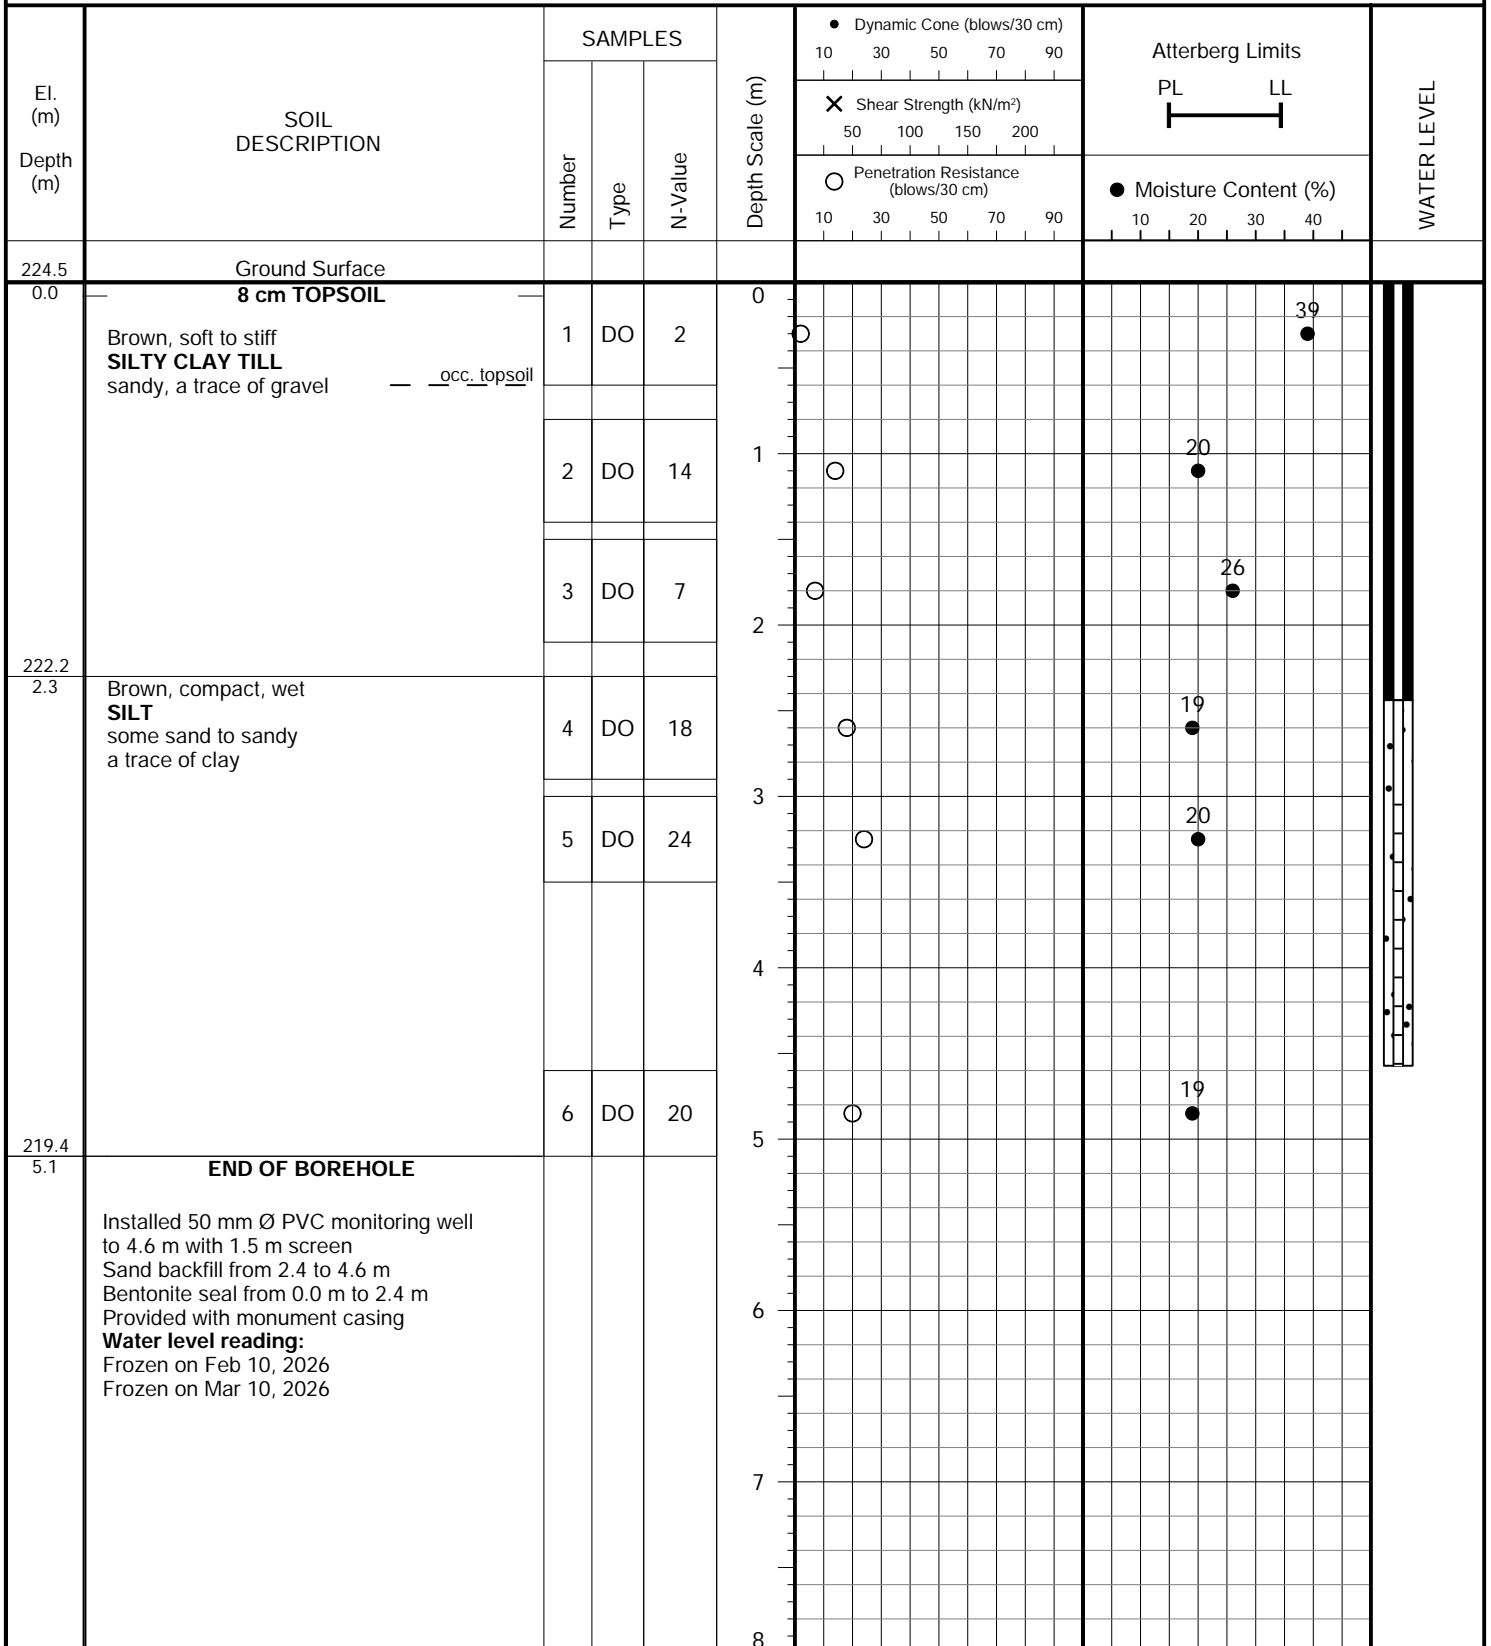 El.
(m)
Depth
(m)
SOIL
DESCRIPTION
SAMPLES
Number
Type
N-Value
Depth Scale (m)
Dynamic Cone (blows/30 cm)
10 30 50 70 90
Shear Strength (kN/m²)
50 100 150 200
Penetration Resistance
(blows/30 cm)
10 30 50 70 90
Atterberg Limits
PL LL
Moisture Content (%)
10 20 30 40
WATER LEVEL
224.5 Ground Surface
0.0 8 cm TOPSOIL 0
39
Brown, soft to stiff 1 DO 2
SILTY CLAY TILL
sandy, a trace of gravel occ. topsoil
20
1
2 DO 14
26
3 DO 7
2
222.2
2.3 Brown, compact, wet
SILT 19
some sand to sandy 4 DO 18
a trace of clay
3
20
5 DO 24
4
19
6 DO 20
219.4 5
5.1 END OF BOREHOLE
Installed 50 mm Ø PVC monitoring well
to 4.6 m with 1.5 m screen
Sand backfill from 2.4 to 4.6 m
Bentonite seal from 0.0 m to 2.4 m
Provided with monument casing 6
Water level reading:
Frozen on Feb 10, 2026
Frozen on Mar 10, 2026
7
8